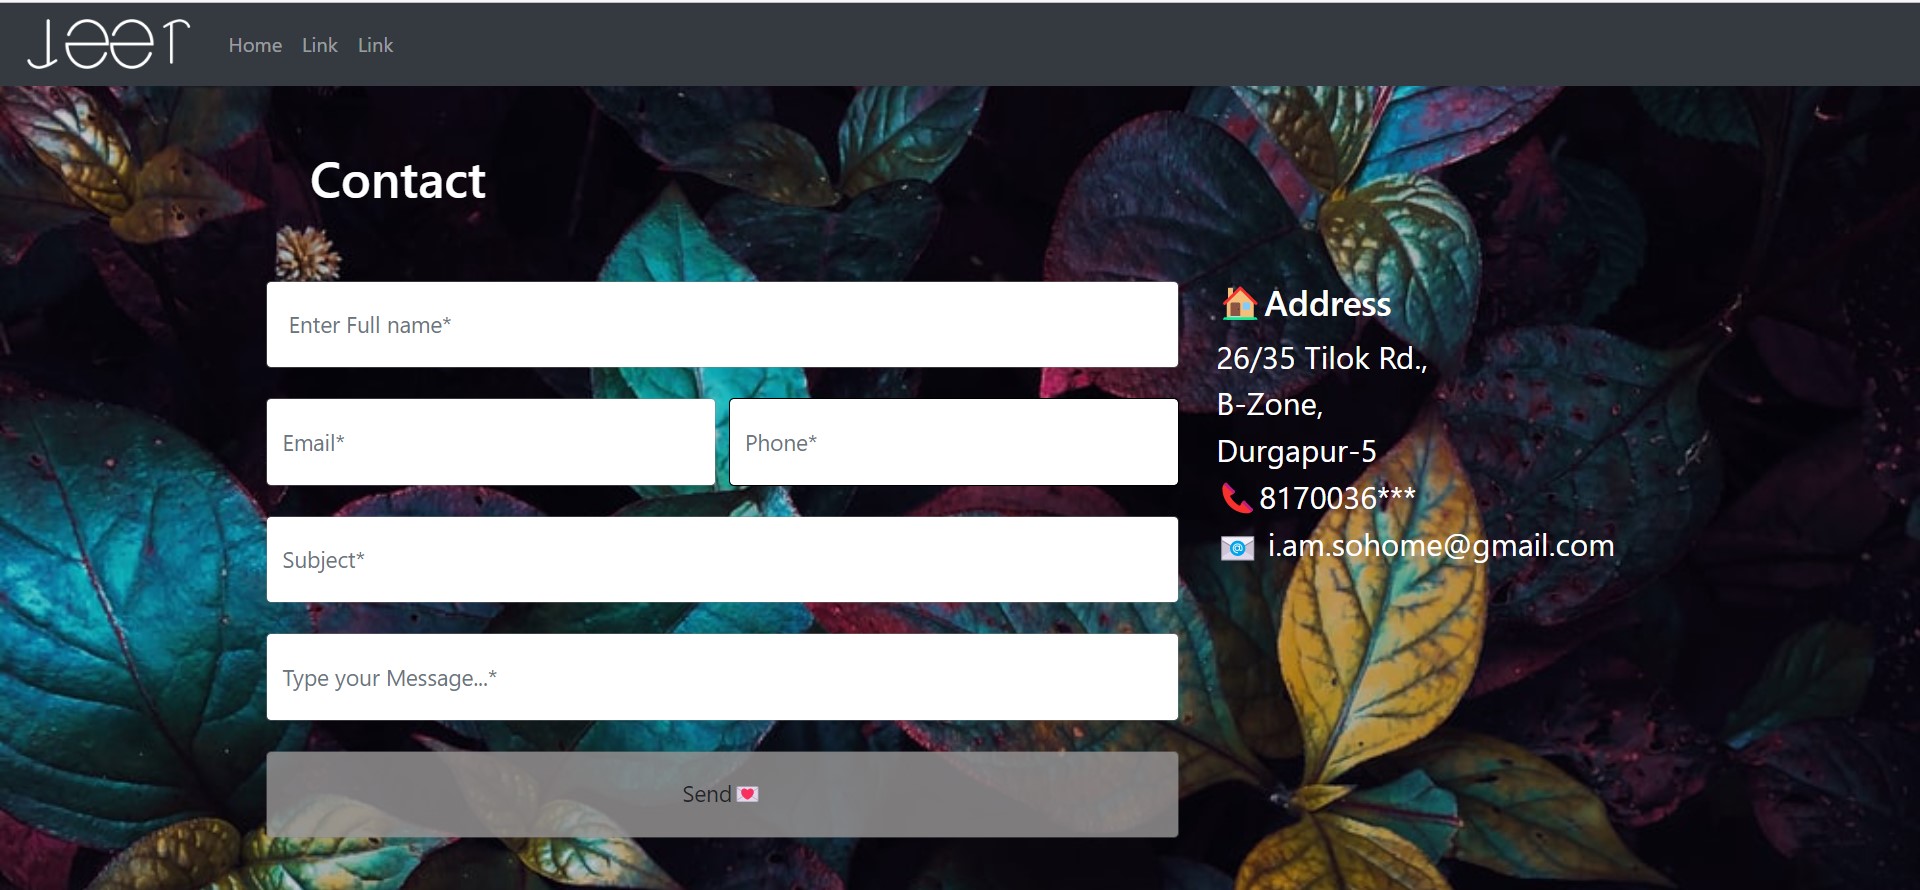 Jeet
Home Link Link
Contact
Enter Full name*
Email*
Phone*
Subject*
Type your Message...*
Send
Address
26/35 Tilok Rd.,
B-Zone,
Durgapur-5
8170036***
i.am.sohome@gmail.com